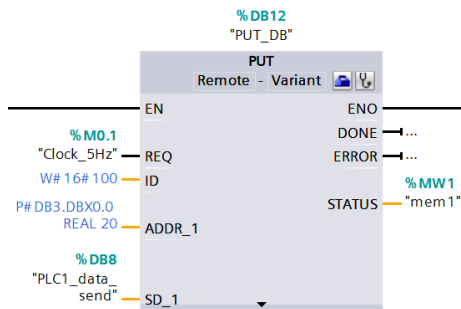 %DB12
"PUT_DB"
PUT
Remote - Variant
EN
ENO
DONE
...
%M0.1
"Clock_5Hz"
REQ
ERROR
...
W#16#100
ID
%MW1
STATUS
"mem1"
P#DB3.DBX0.0
REAL 20
ADDR_1
%DB8
"PLC1_data_
send"
SD_1